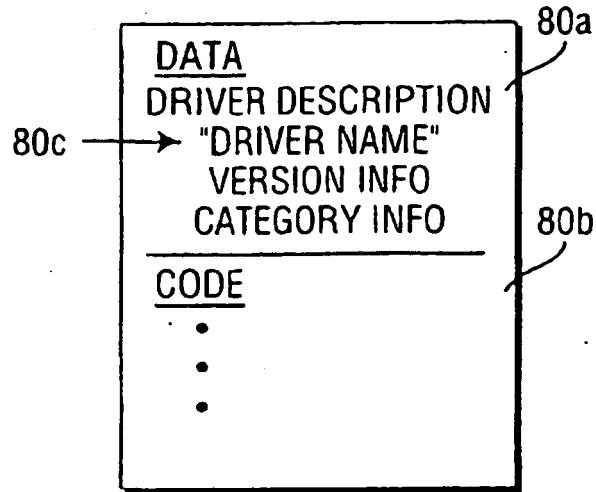 80a
DATA
DRIVER DESCRIPTION
80c "DRIVER NAME"
VERSION INFO
CATEGORY INFO
80b
CODE